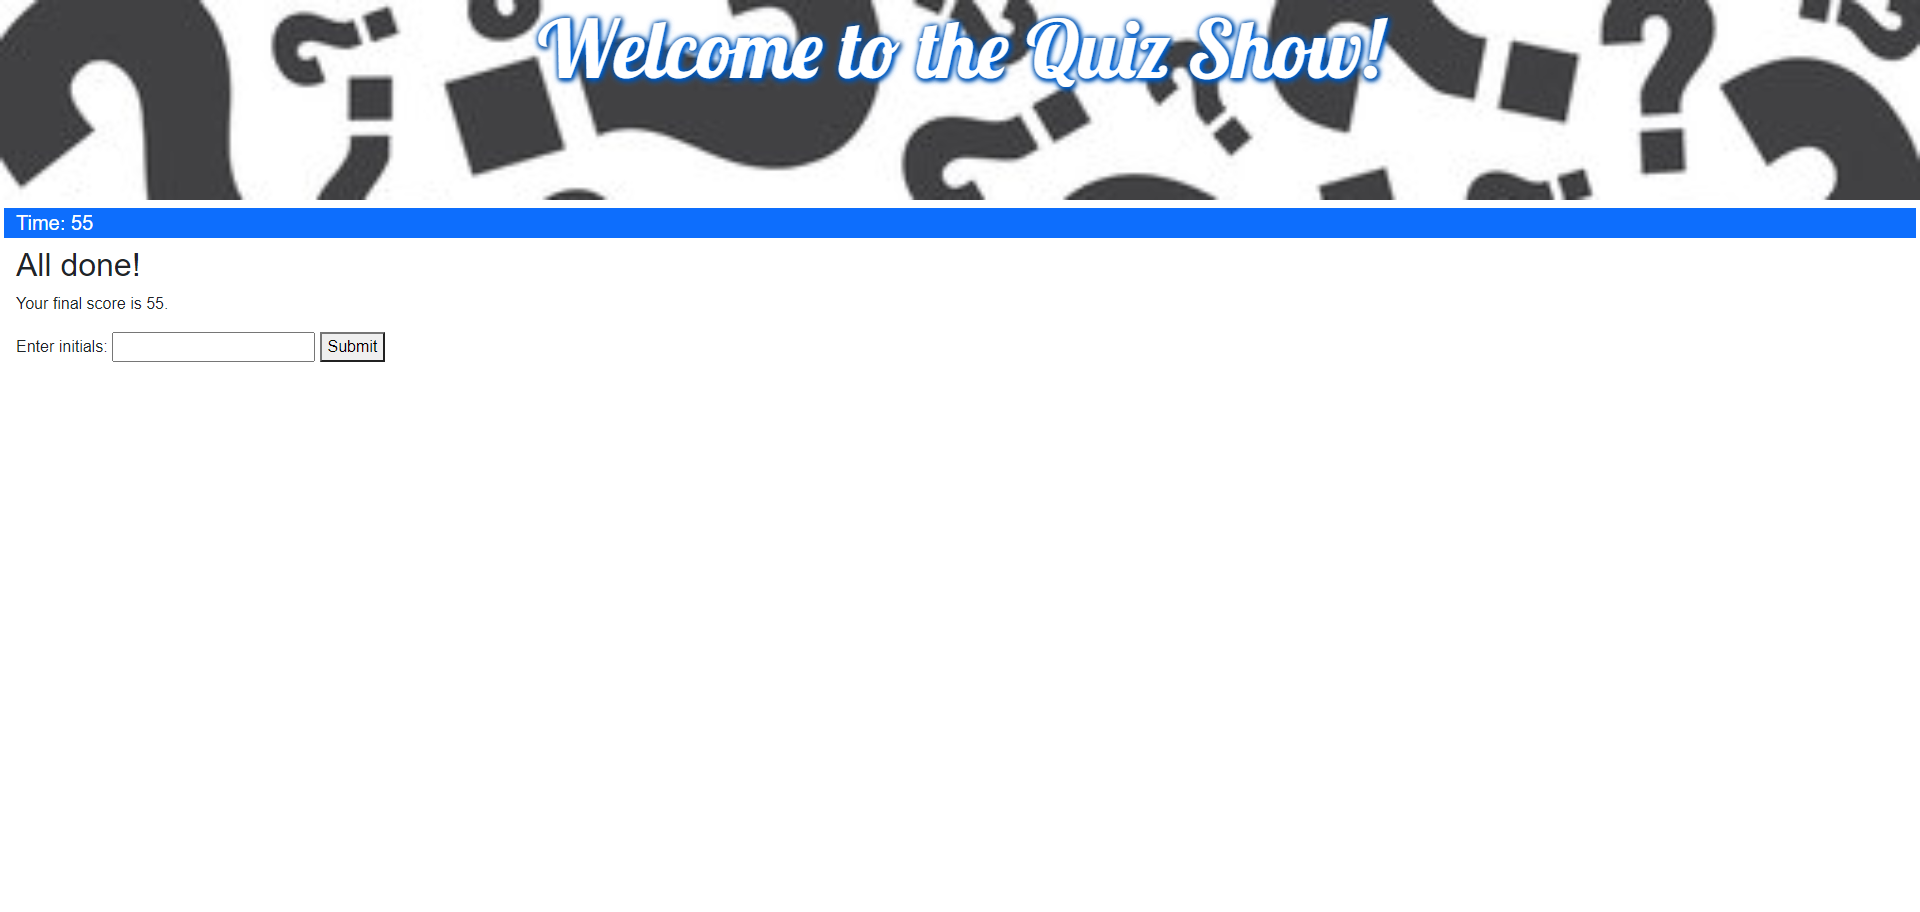 Welcome to the Quiz Show!
Time: 55
All done!
Your final score is 55.
Enter initials: Submit